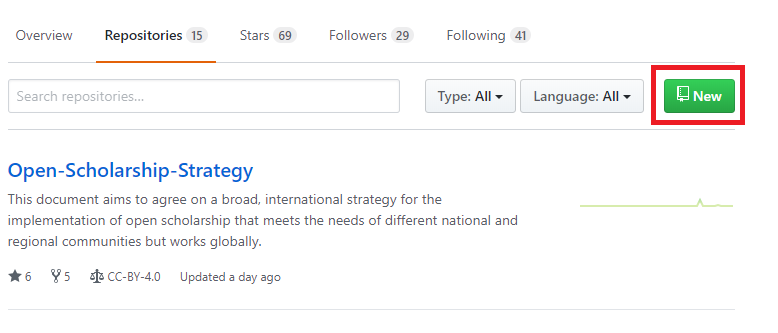 Overview Repositories 15 Stars 69 Followers 29 Following 41
Search repositories... Type: All Language: All New
Open-Scholarship-Strategy
This document aims to agree on a broad, international strategy for the
implementation of open scholarship that meets the needs of different national and
regional communities but works globally.
6 5 CC-BY-4.0 Updated a day ago